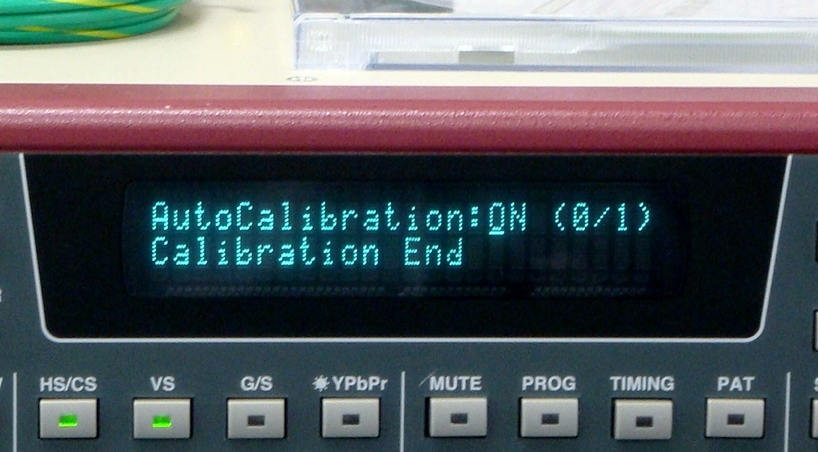 AutoCalibration:ON (0/1)
Calibration End
HS/CS VS G/S YPbPr MUTE PROG TIMING PAT